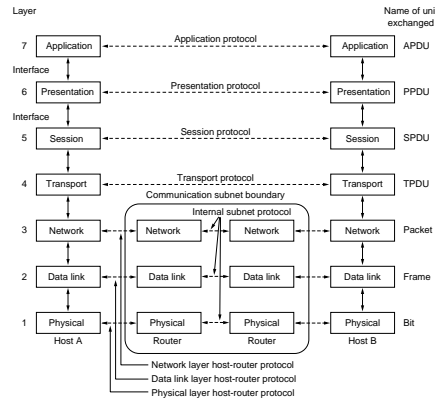 Layer
Name of uni
exchanged
7 Application Application protocol Application APDU
Interface
6 Presentation Presentation protocol Presentation PPDU
Interface
5 Session Session protocol Session SPDU
4 Transport Transport protocol Transport TPDU
Communication subnet boundary
Internal subnet protocol
3 Network Network Network Network Packet
2 Data link Data link Data link Data link Frame
1 Physical Physical Physical Physical Bit
Host A Router Router Host B
Network layer host-router protocol
Data link layer host-router protocol
Physical layer host-router protocol